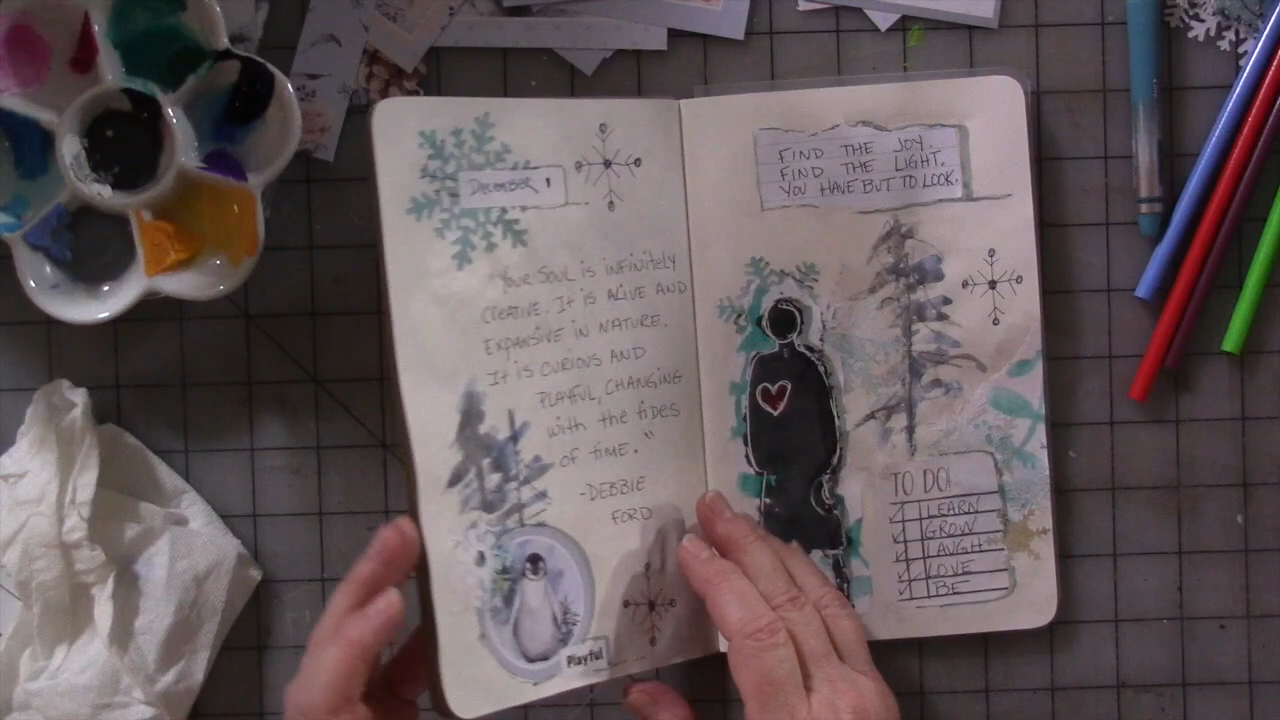 December 1
Your Soul is infinitely
creative. It is Alive and
expansive in nature.
It is curious and
playful, changing
with the tides
of time."
-DEBBIE
FORD
Playful
FIND THE JOY.
FIND THE LIGHT.
YOU HAVE BUT TO LOOK.
TO DO!
LEARN
GROW
LAUGH
LOVE
BE